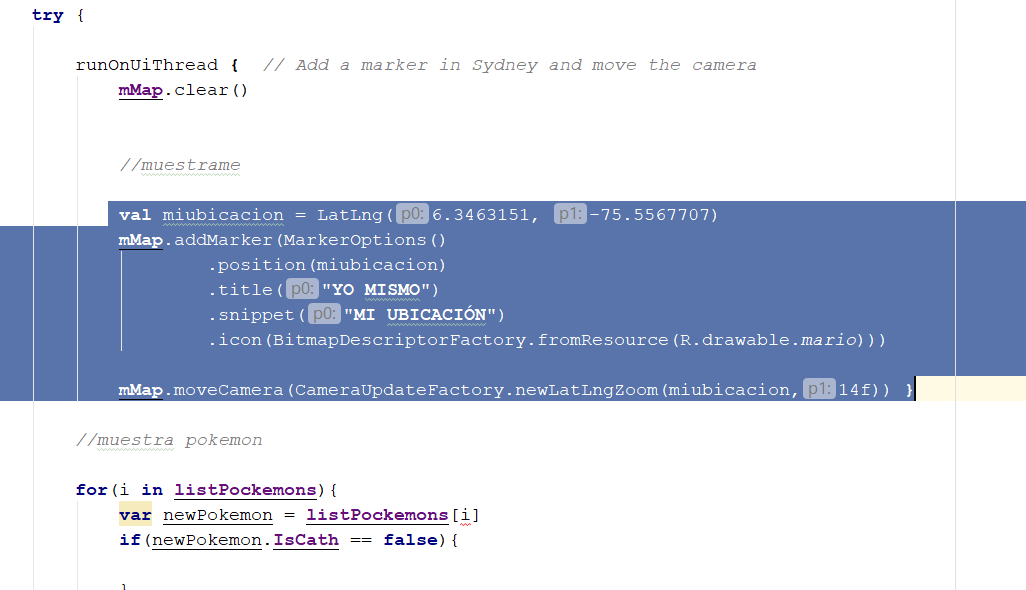 try {
runOnUiThread { // Add a marker in Sydney and move the camera
mMap.clear()
//muestrame
val miubicacion = LatLng( p0: 6.3463151, p1: -75.5567707)
mMap.addMarker(MarkerOptions()
.position(miubicacion)
.title( p0: "YO MISMO")
.snippet( p0: "MI UBICACIÓN")
.icon(BitmapDescriptorFactory.fromResource(R.drawable.mario)))
mMap.moveCamera(CameraUpdateFactory.newLatLngZoom(miubicacion, p1: 14f)) }
//muestra pokemon
for(i in listPockemons){
var newPokemon = listPockemons[i]
if(newPokemon.IsCath == false){
}